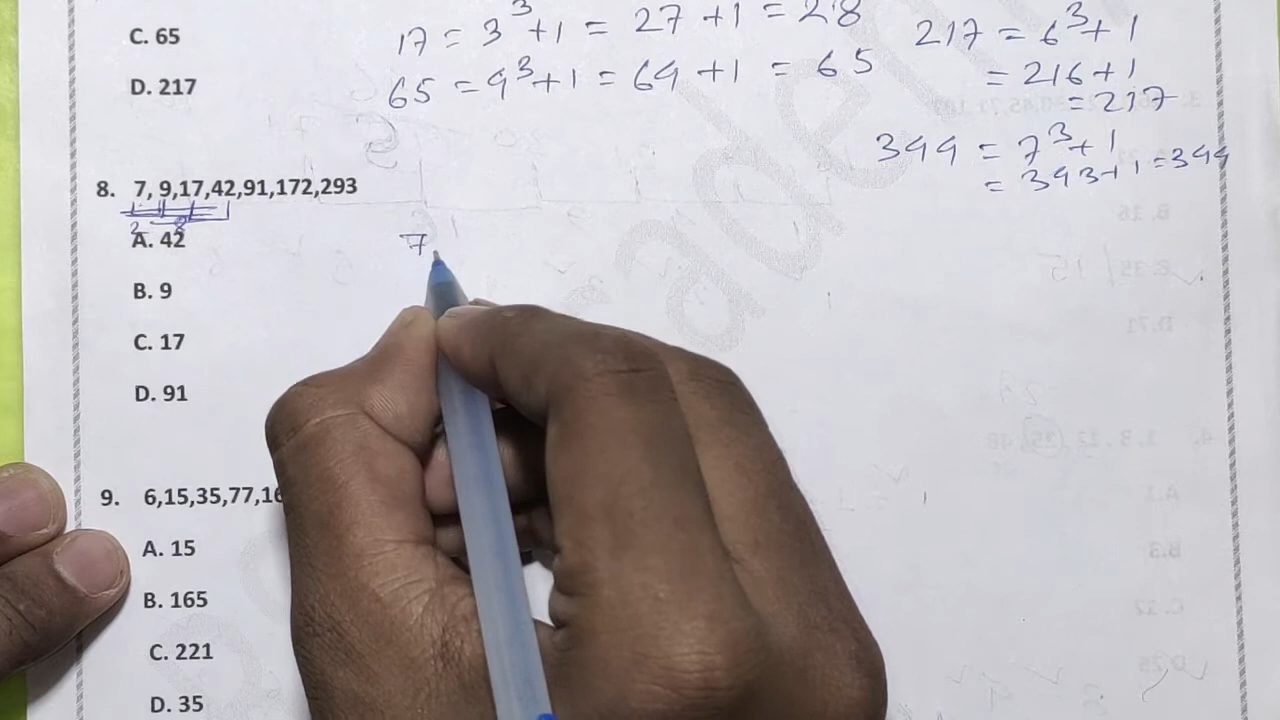 C. 65
D. 217
17 = 3³+1 = 27 +1 = 28
65 = 4³+1 = 64 +1 = 65
217 = 6³+1
= 216+1
= 217
344 = 7³+1
= 343+1 = 344
8. 7, 9,17,42,91,172,293
2 8
A. 42
7
B. 9
C. 17
D. 91
9. 6,15,35,77,16
A. 15
B. 165
C. 221
D. 35